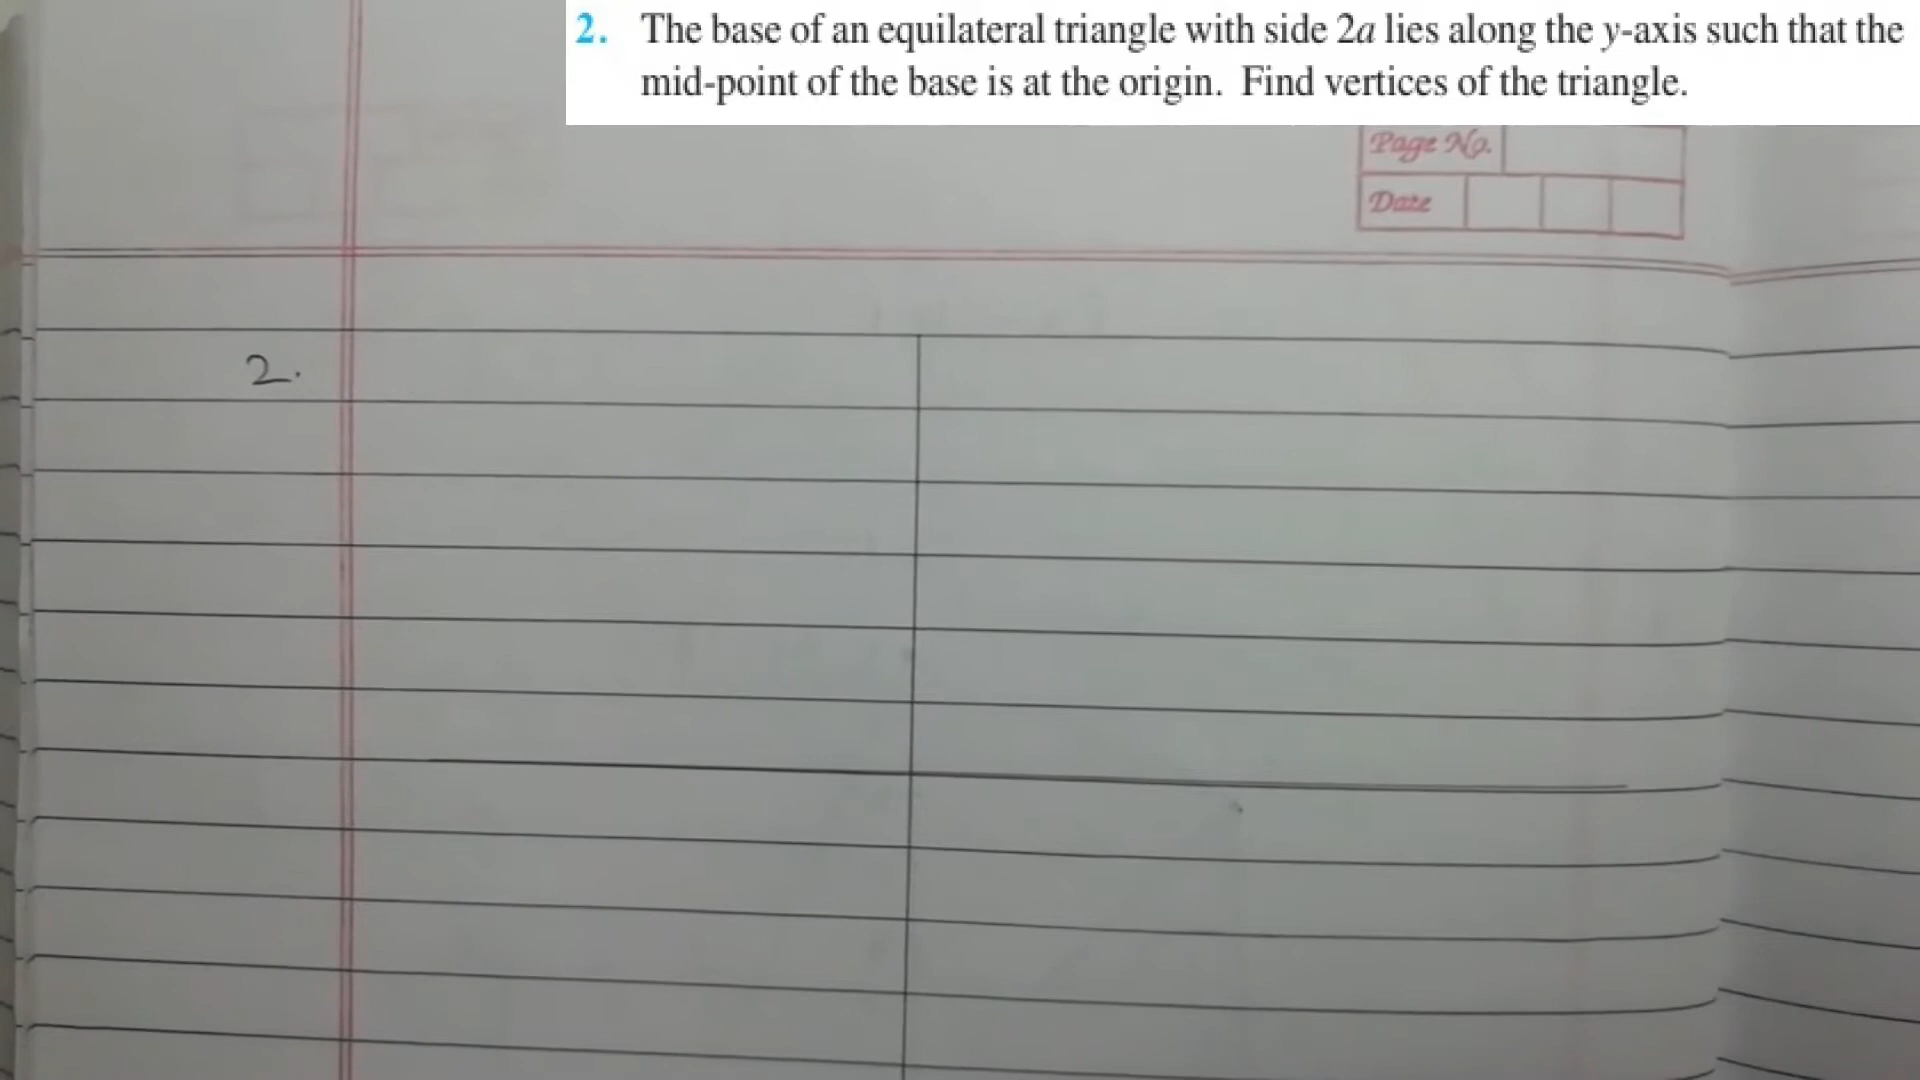 2. The base of an equilateral triangle with side 2a lies along the y-axis such that the
mid-point of the base is at the origin. Find vertices of the triangle.
Page No.
Date
2.